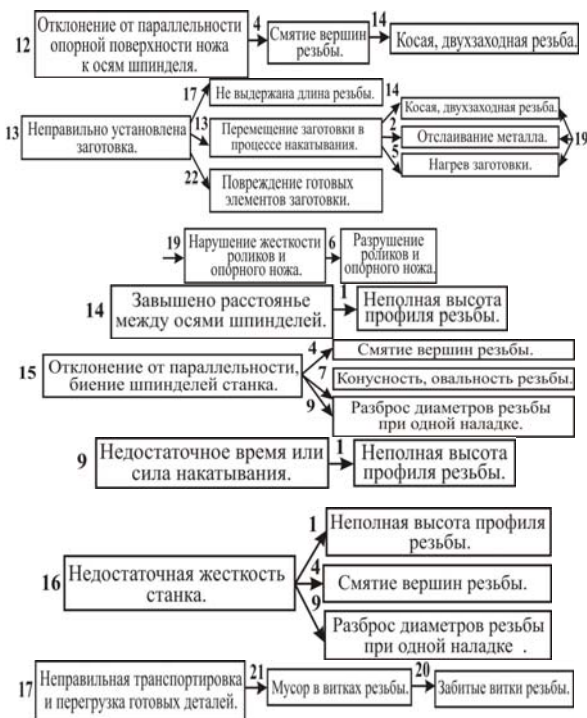 12
Отклонение от параллельности
опорной поверхности ножа
к осям шпинделя.
4
Смятие вершин
резьбы.
14
Косая, двухзаходная резьба.
13
Неправильно установлена
заготовка.
17
Не выдержана длина резьбы.
13
Перемещение заготовки в
процессе накатывания.
14
Косая, двухзаходная резьба.
2
Отслаивание металла.
5
Нагрев заготовки.
19
22
Повреждение готовых
элементов заготовки.
19
Нарушение жесткости
роликов и
опорного ножа.
6
Разрушение
роликов и
опорного ножа.
14
Завышено расстоянье
между осями шпинделей.
1
Неполная высота
профиля резьбы.
15
Отклонение от параллельности,
биение шпинделей станка.
4
Смятие вершин резьбы.
7
Конусность, овальность резьбы.
9
Разброс диаметров резьбы
при одной наладке.
9
Недостаточное время или
сила накатывания.
1
Неполная высота
профиля резьбы.
16
Недостаточная жесткость
станка.
1
Неполная высота профиля
резьбы.
4
Смятие вершин резьбы.
9
Разброс диаметров резьбы
при одной наладке .
17
Неправильная транспортировка
и перегрузка готовых деталей.
21
Мусор в витках резьбы.
20
Забитые витки резьбы.